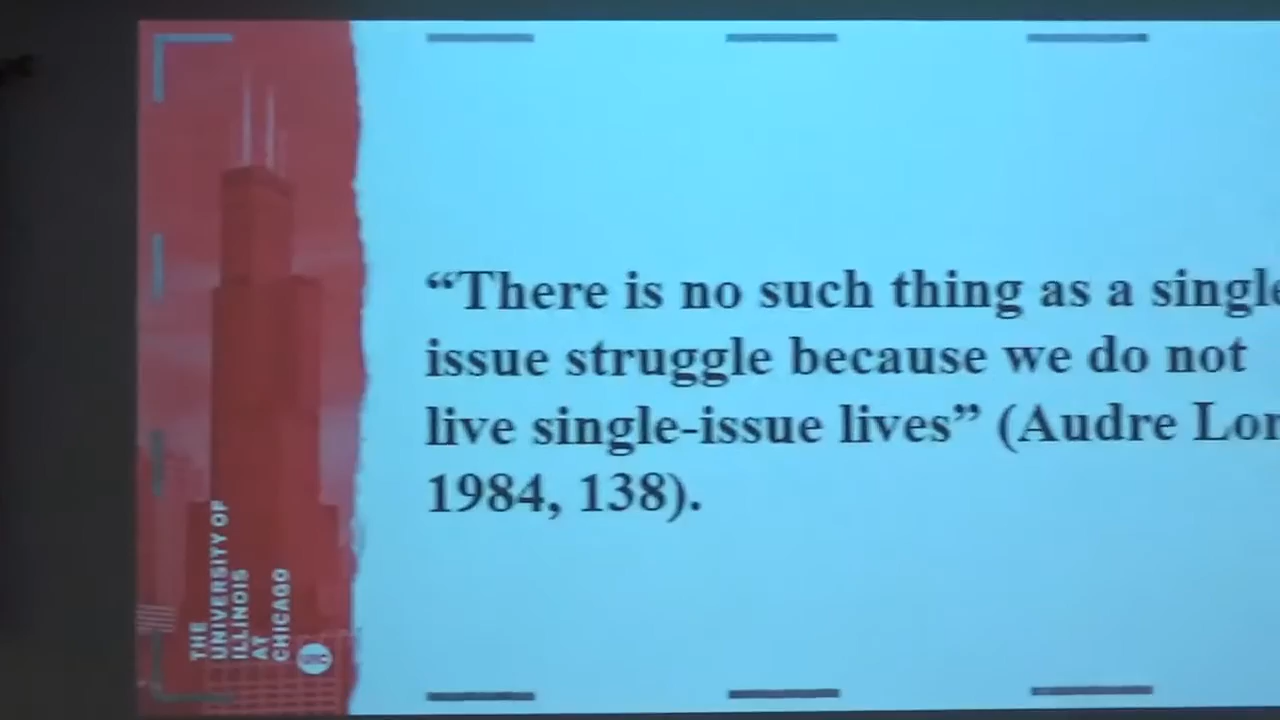 “There is no such thing as a single
issue struggle because we do not
live single-issue lives” (Audre Lor
1984, 138).
THE
UNIVERSITY OF
ILLINOIS
AT
CHICAGO